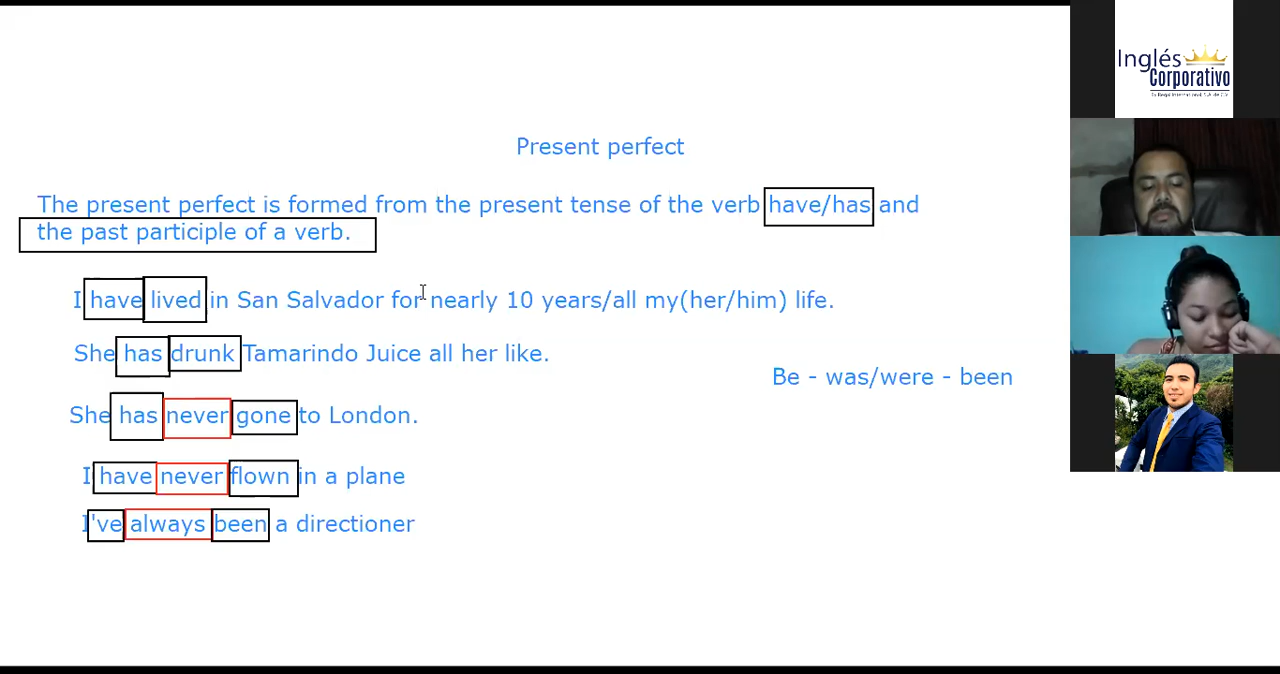 Present perfect
The present perfect is formed from the present tense of the verb have/has and
the past participle of a verb.
I have lived in San Salvador for nearly 10 years/all my(her/him) life.
She has drunk Tamarindo Juice all her like.
Be - was/were - been
She has never gone to London.
I have never flown in a plane
I've always been a directioner
Inglés
Corporativo